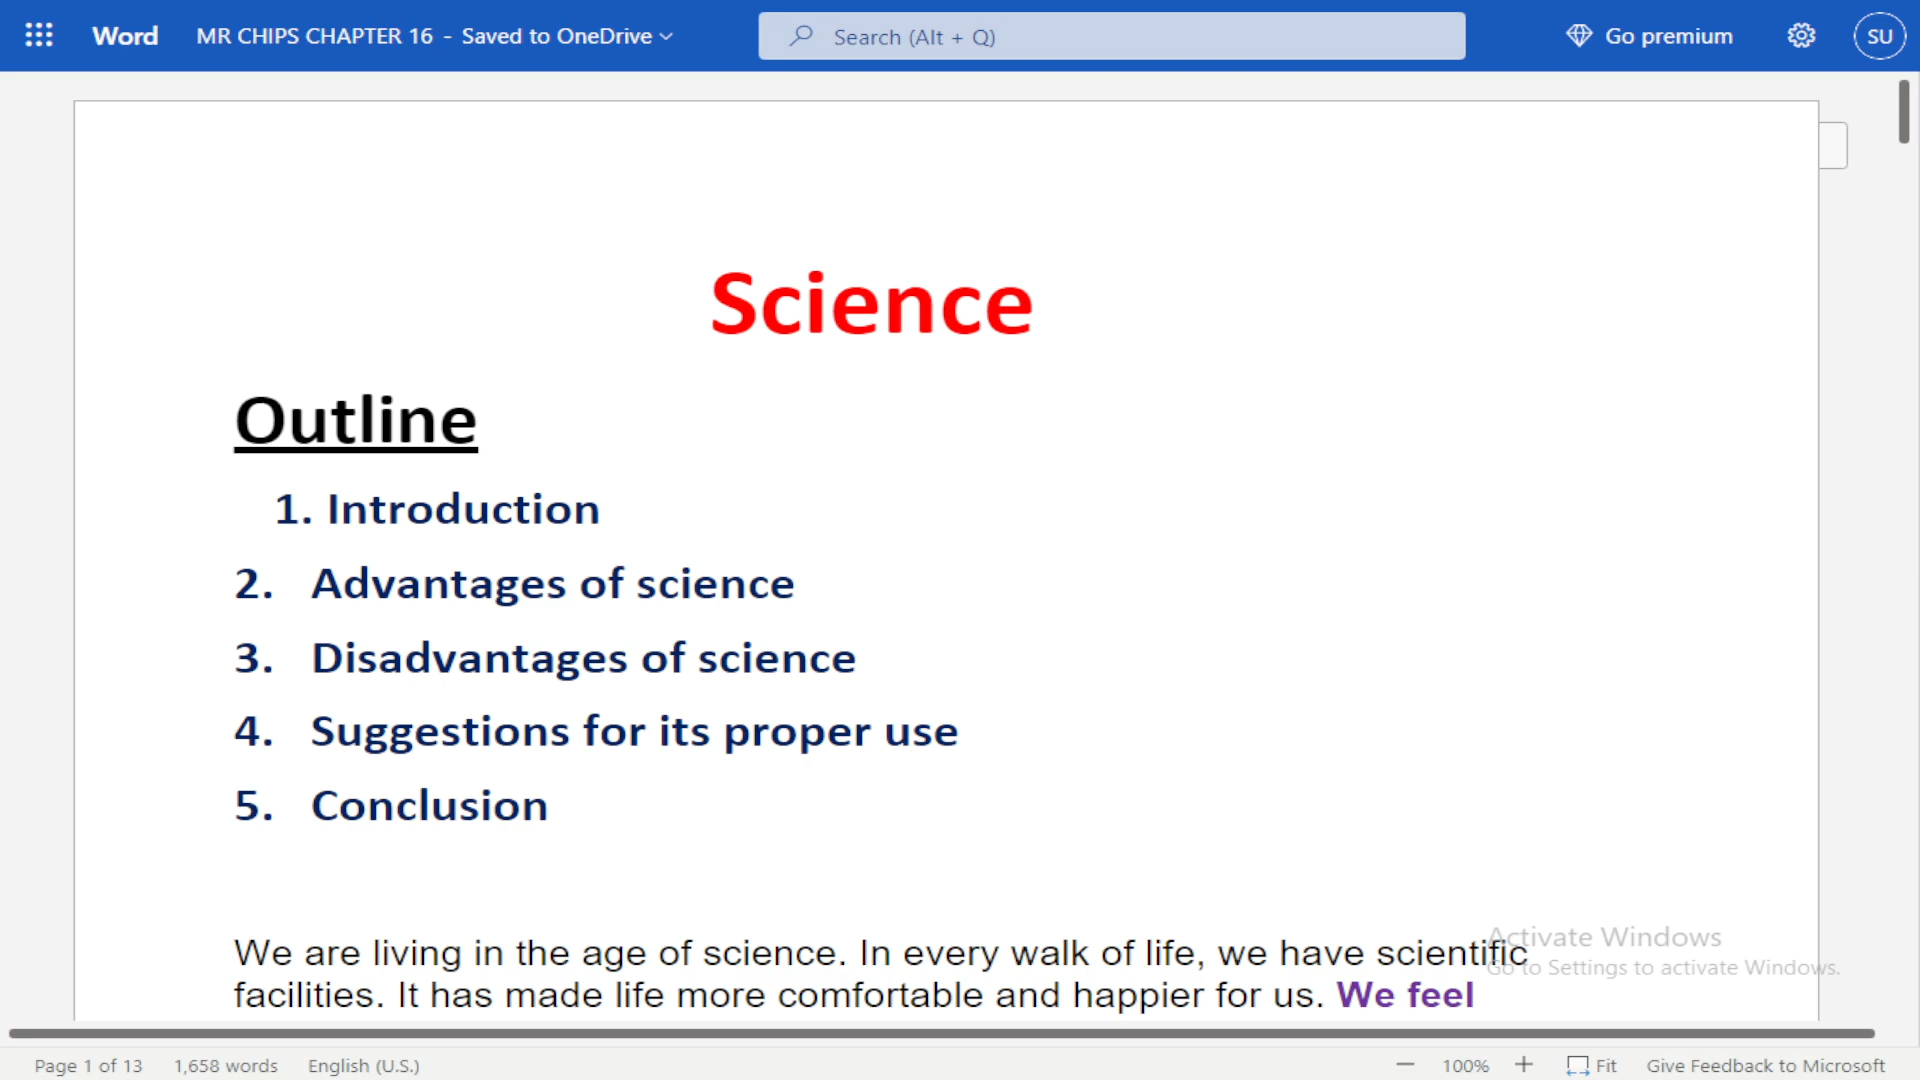 Word MR CHIPS CHAPTER 16 - Saved to OneDrive Search (Alt + Q) Go premium SU
Science
Outline
1. Introduction
2. Advantages of science
3. Disadvantages of science
4. Suggestions for its proper use
5. Conclusion
We are living in the age of science. In every walk of life, we have scientific
facilities. It has made life more comfortable and happier for us. We feel
Activate Windows
Go to Settings to activate Windows.
Page 1 of 13 1,658 words English (U.S.) 100% Fit Give Feedback to Microsoft